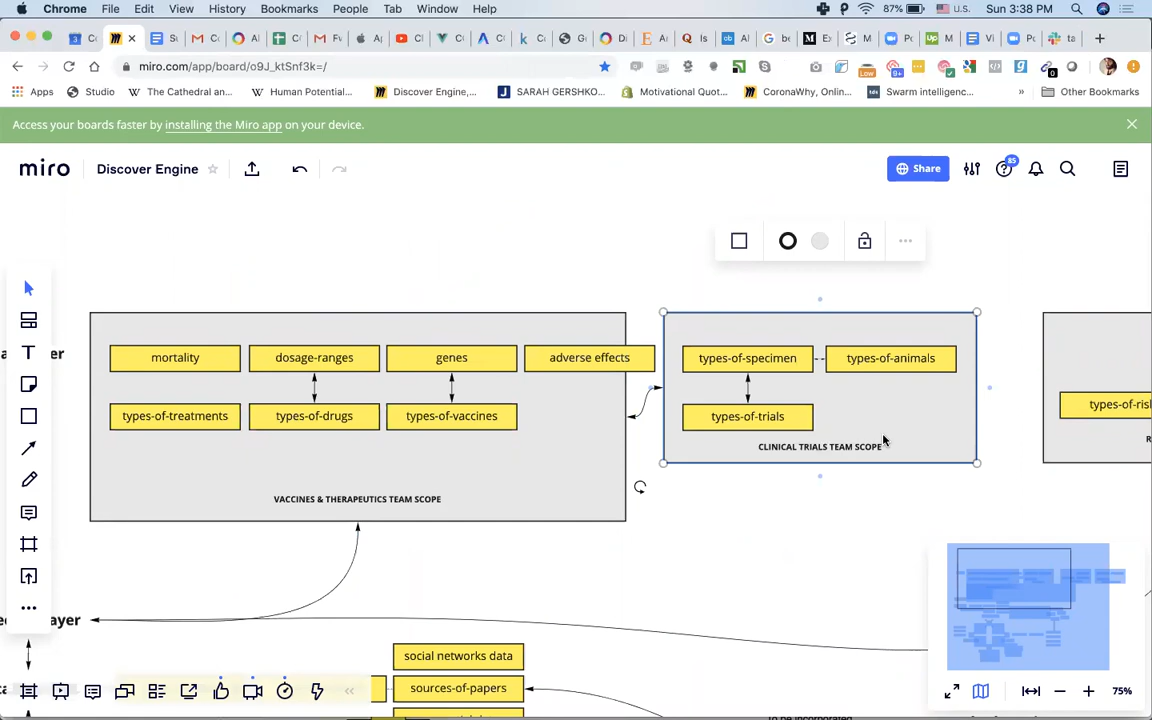 Chrome File Edit View History Bookmarks People Tab Window Help 87% U.S. Sun 3:38 PM
miro.com/app/board/o9J_ktSnf3k=/
Apps Studio The Cathedral an Human Potential... Discover Engine,... SARAH GERSHKO... Motivational Quot... CoronaWhy, Onlin... Swarm intelligenc... » Other Bookmarks
Access your boards faster by installing the Miro app on your device.
miro Discover Engine Share 85
mortality dosage-ranges genes adverse effects
types-of-treatments types-of-drugs types-of-vaccines
VACCINES & THERAPEUTICS TEAM SCOPE
types-of-specimen types-of-animals
types-of-trials
CLINICAL TRIALS TEAM SCOPE
types-of-ris
social networks data
sources-of-papers
75%